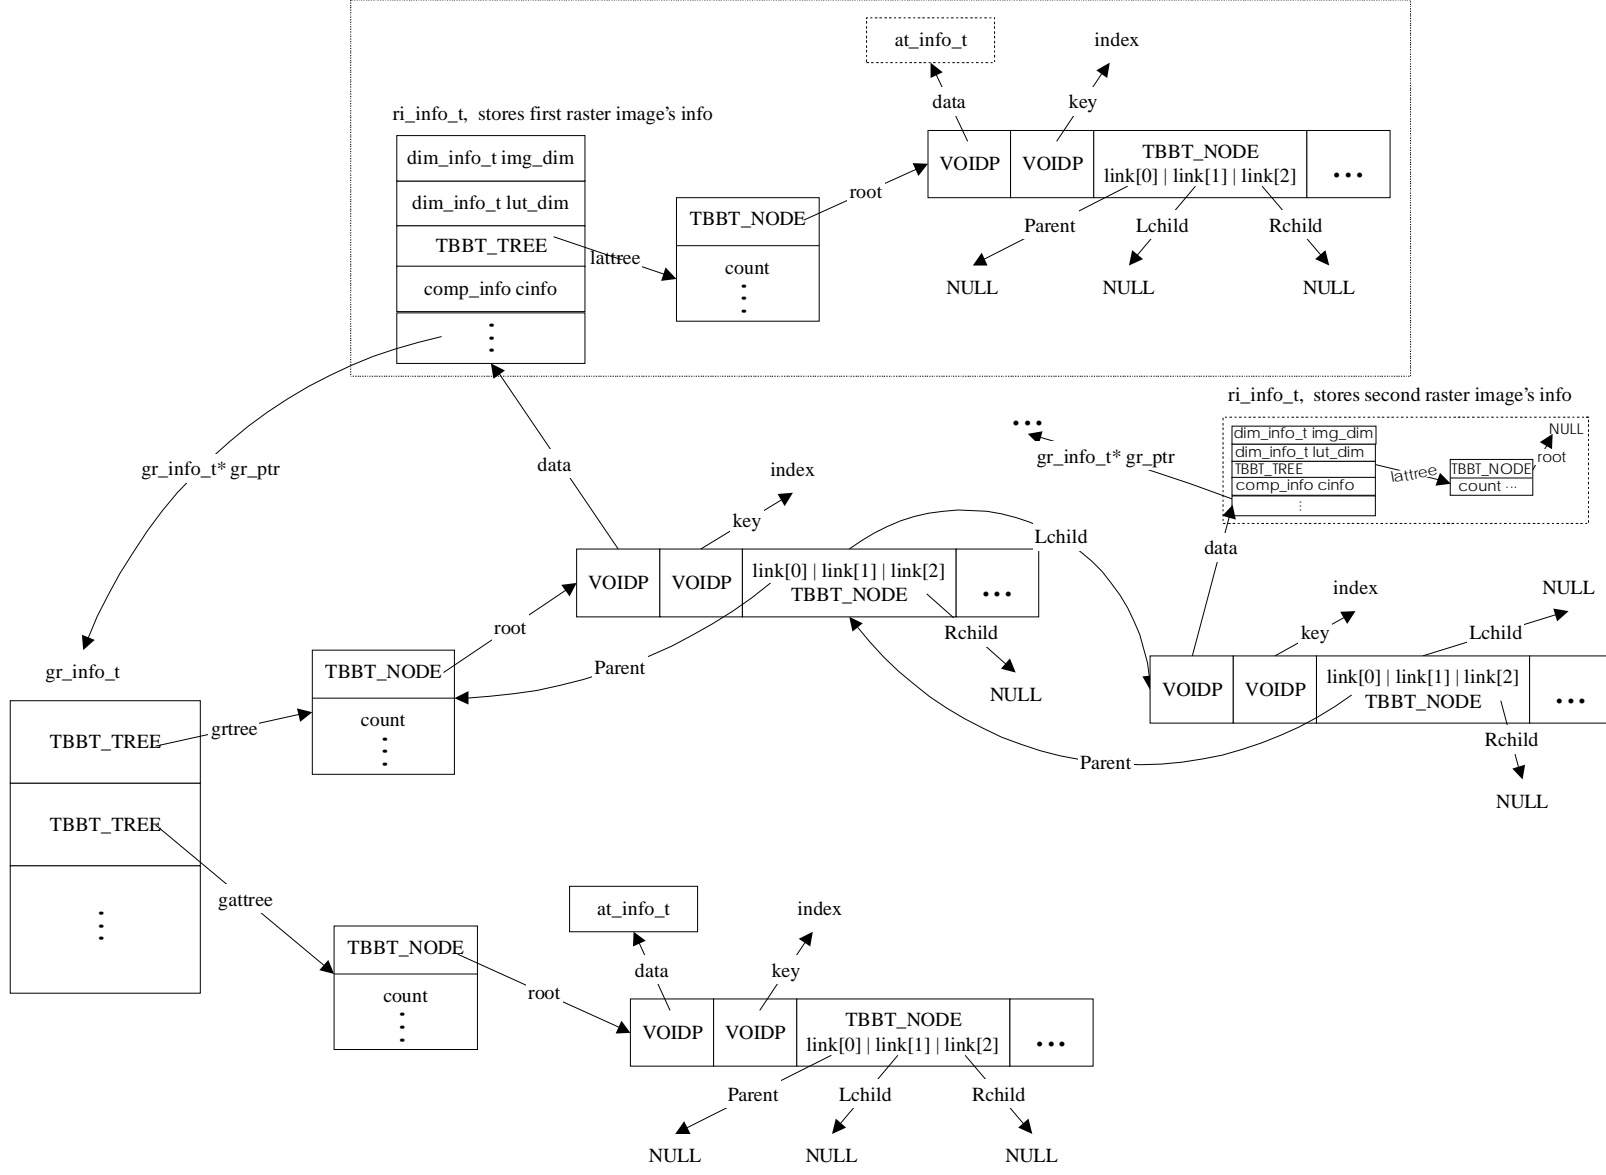 at_info_t
index
data
key
ri_info_t, stores first raster image's info
dim_info_t img_dim
VOIDP
VOIDP
TBBT_NODE
link[0] | link[1] | link[2]
...
dim_info_t lut_dim
root
TBBT_NODE
Parent
Lchild
Rchild
TBBT_TREE
lattree
count
NULL
NULL
NULL
comp_info cinfo
ri_info_t, stores second raster image's info
...
dim_info_t img_dim
NULL
dim_info_t lut_dim
root
gr_info_t* gr_ptr
data
index
gr_info_t* gr_ptr
TBBT_TREE
lattree
TBBT_NODE
comp_info cinfo
count ...
key
Lchild
data
VOIDP
VOIDP
link[0] | link[1] | link[2]
TBBT_NODE
...
index
NULL
root
Rchild
key
Lchild
gr_info_t
TBBT_NODE
Parent
NULL
VOIDP
VOIDP
link[0] | link[1] | link[2]
TBBT_NODE
...
count
grtree
TBBT_TREE
Parent
Rchild
NULL
TBBT_TREE
gattree
at_info_t
index
TBBT_NODE
data
key
count
root
VOIDP
VOIDP
TBBT_NODE
link[0] | link[1] | link[2]
...
Parent
Lchild
Rchild
NULL
NULL
NULL